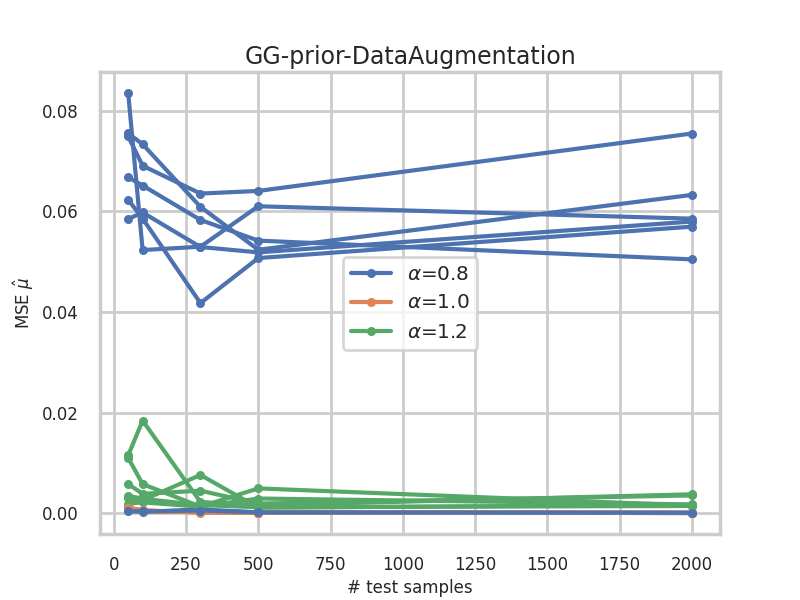 GG-prior-DataAugmentation
MSE μ̂
0.08
0.06
0.04
0.02
0.00
α=0.8
α=1.0
α=1.2
0 250 500 750 1000 1250 1500 1750 2000
# test samples